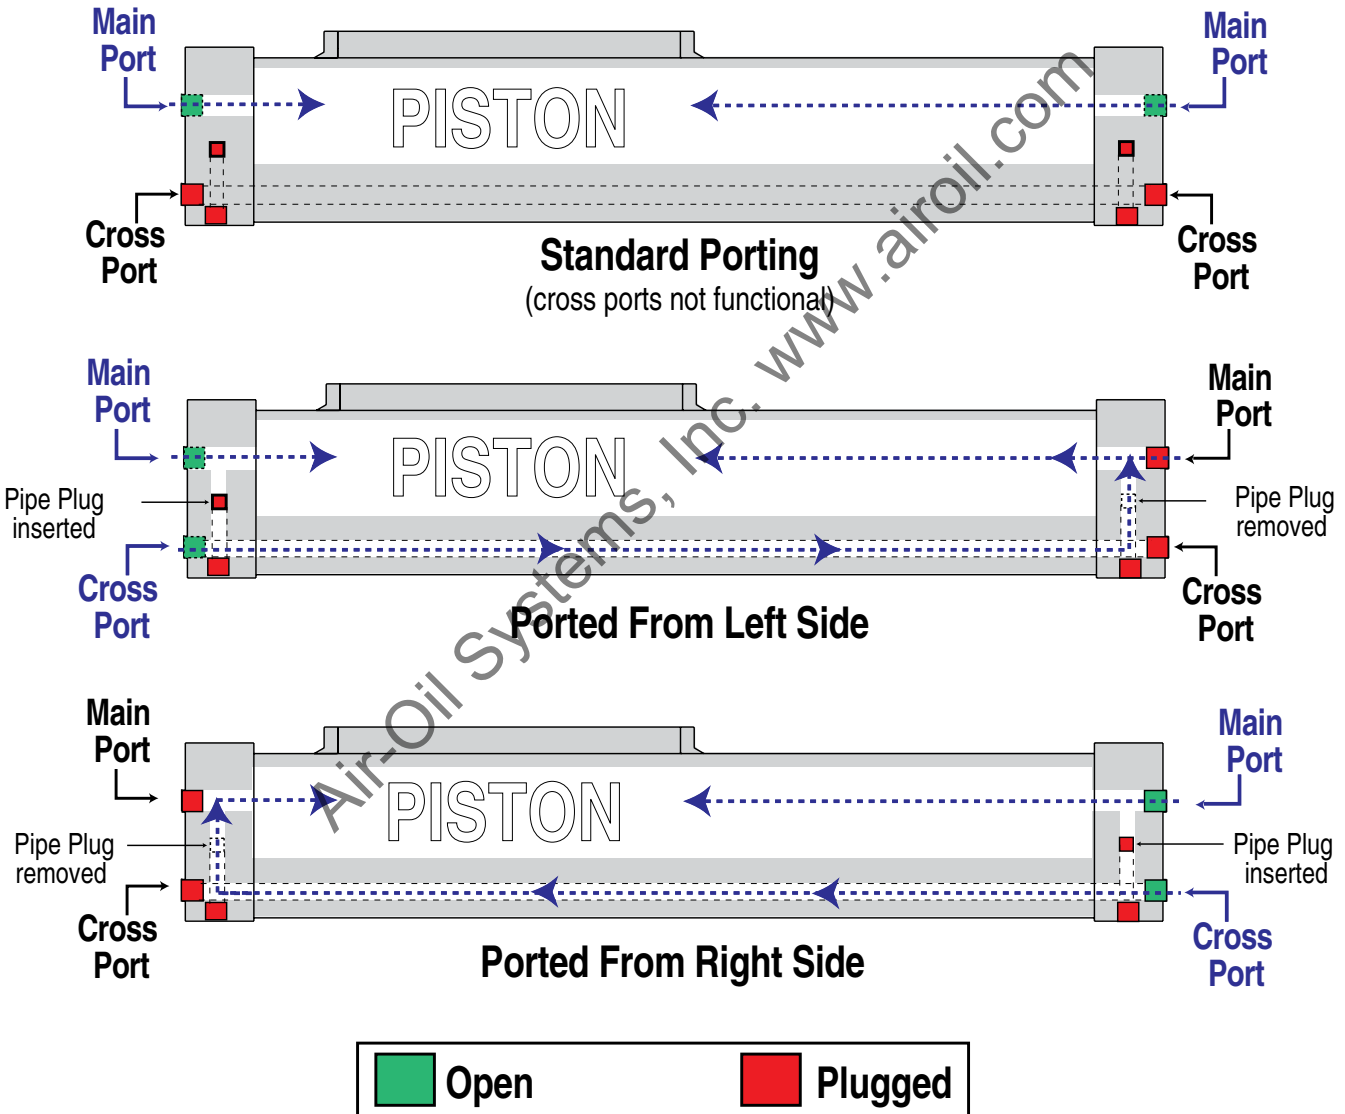 Main
Port
Main
Port
PISTON
Cross
Port
Cross
Port
Standard Porting
(cross ports not functional)
Main
Port
Main
Port
PISTON
Pipe Plug
inserted
Pipe Plug
removed
Cross
Port
Cross
Port
Ported From Left Side
Main
Port
Main
Port
PISTON
Pipe Plug
removed
Pipe Plug
inserted
Cross
Port
Cross
Port
Ported From Right Side
Open
Plugged
Air-Oil Systems, Inc. www.airoil.com